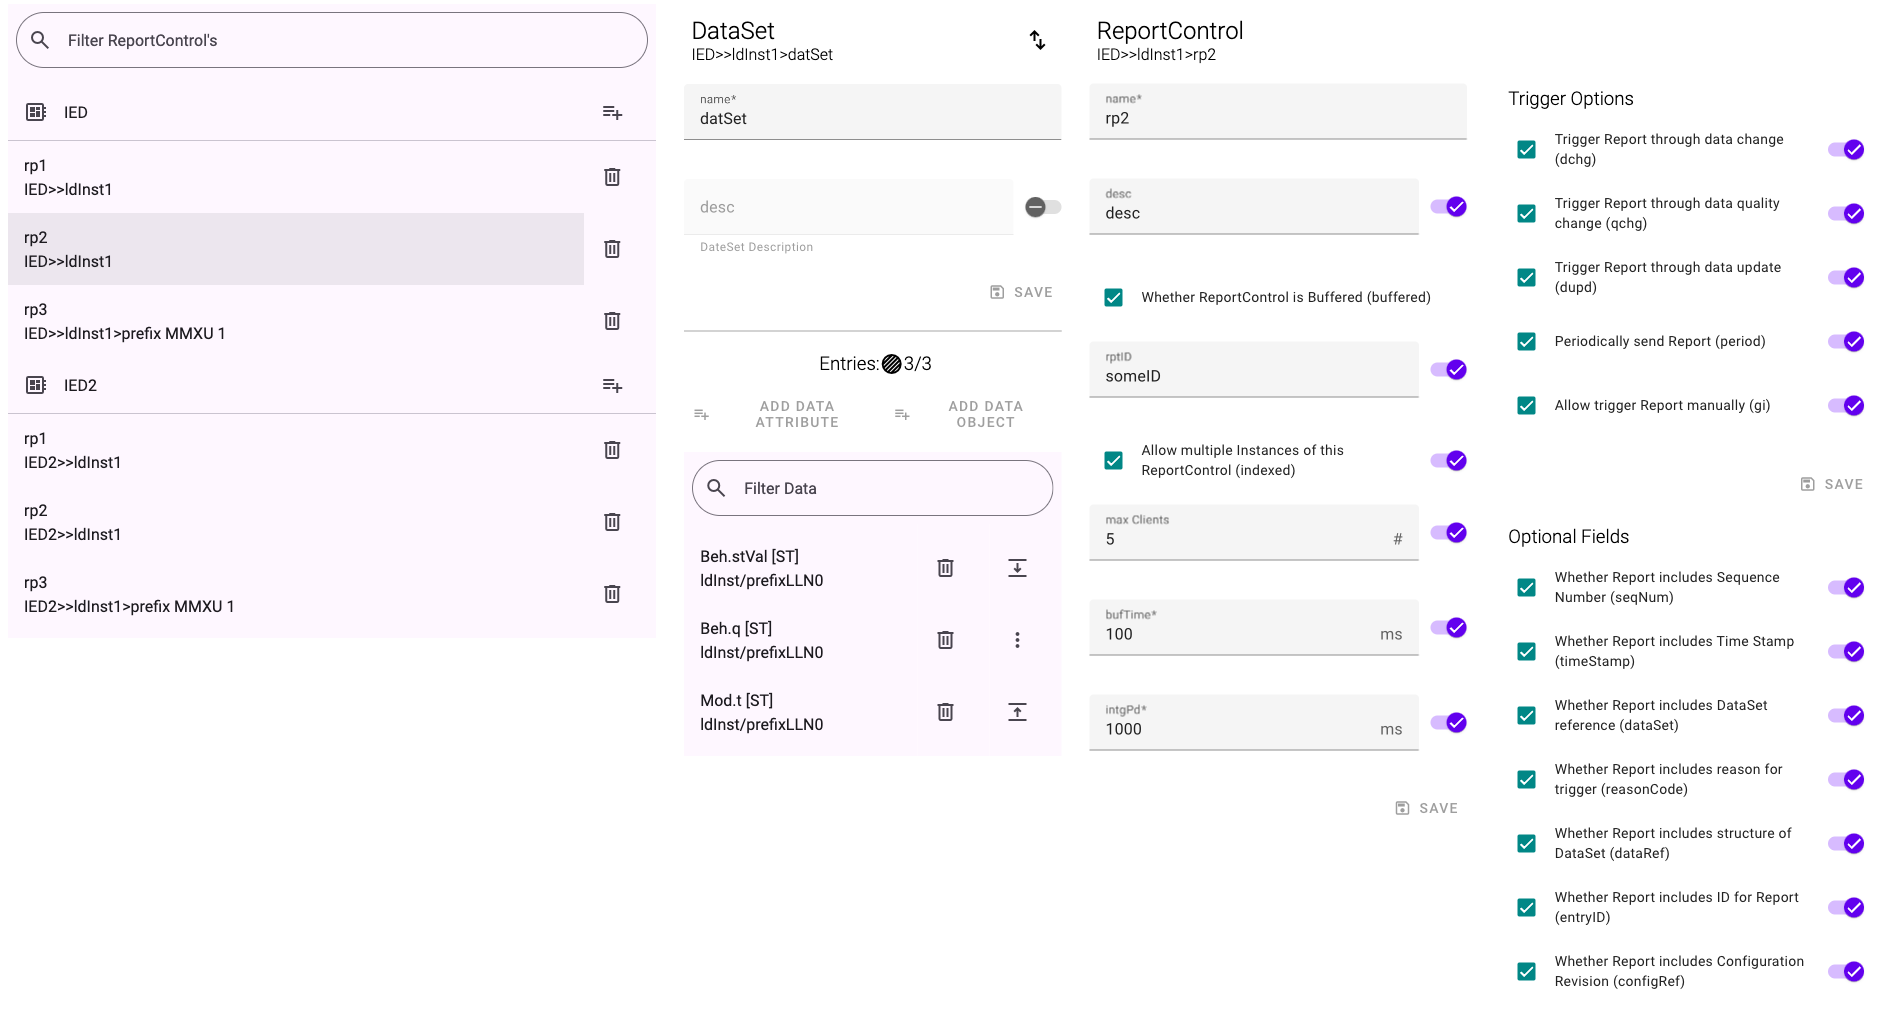 Filter ReportControl's
IED
rp1
IED>>ldInst1
rp2
IED>>ldInst1
rp3
IED>>ldInst1>prefix MMXU 1
IED2
rp1
IED2>>ldInst1
rp2
IED2>>ldInst1
rp3
IED2>>ldInst1>prefix MMXU 1
DataSet
IED>>ldInst1>datSet
name*
datSet
desc
DateSet Description
SAVE
Entries: 3/3
ADD DATA
ATTRIBUTE
ADD DATA
OBJECT
Filter Data
Beh.stVal [ST]
ldInst/prefixLLN0
Beh.q [ST]
ldInst/prefixLLN0
Mod.t [ST]
ldInst/prefixLLN0
ReportControl
IED>>ldInst1>rp2
name*
rp2
desc
desc
Whether ReportControl is Buffered (buffered)
rptID
someID
Allow multiple Instances of this
ReportControl (indexed)
max Clients
5 #
bufTime*
100 ms
intgPd*
1000 ms
SAVE
Trigger Options
Trigger Report through data change
(dchg)
Trigger Report through data quality
change (qchg)
Trigger Report through data update
(dupd)
Periodically send Report (period)
Allow trigger Report manually (gi)
SAVE
Optional Fields
Whether Report includes Sequence
Number (seqNum)
Whether Report includes Time Stamp
(timeStamp)
Whether Report includes DataSet
reference (dataSet)
Whether Report includes reason for
trigger (reasonCode)
Whether Report includes structure of
DataSet (dataRef)
Whether Report includes ID for Report
(entryID)
Whether Report includes Configuration
Revision (configRef)